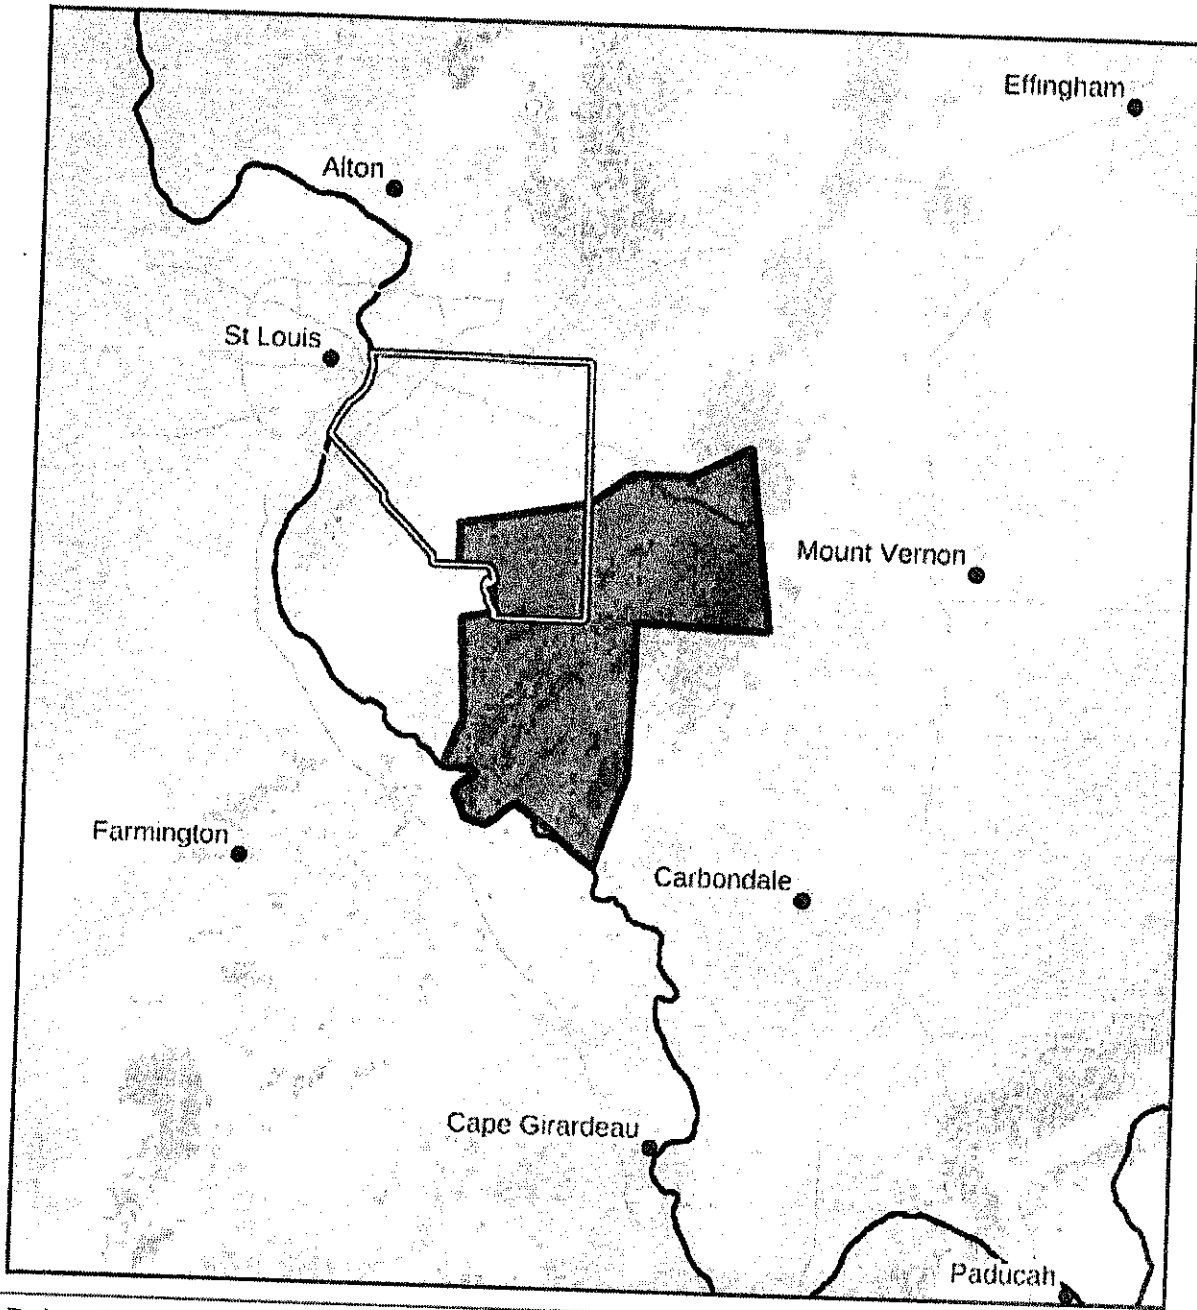 Effingham
Alton
St Louis
Mount Vernon
Farmington
Carbondale
Cape Girardeau
Paducah